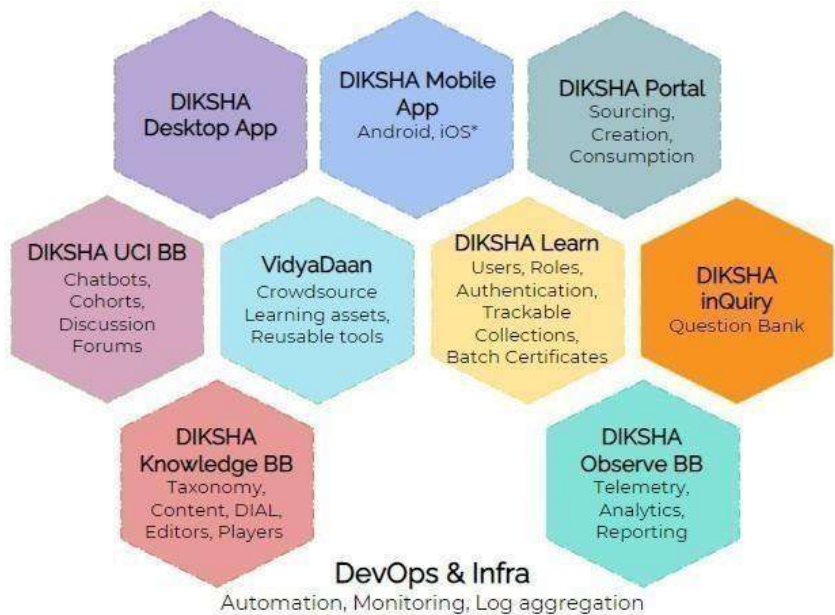 DIKSHA
Desktop App
DIKSHA Mobile
App
Android, iOS*
DIKSHA Portal
Sourcing,
Creation,
Consumption
DIKSHA UCI BB
Chatbots,
Cohorts,
Discussion
Forums
VidyaDaan
Crowdsource
Learning assets,
Reusable tools
DIKSHA Learn
Users, Roles,
Authentication,
Trackable
Collections,
Batch Certificates
DIKSHA
inQuiry
Question Bank
DIKSHA
Knowledge BB
Taxonomy,
Content, DIAL,
Editors, Players
DIKSHA
Observe BB
Telemetry,
Analytics,
Reporting
DevOps & Infra
Automation, Monitoring, Log aggregation